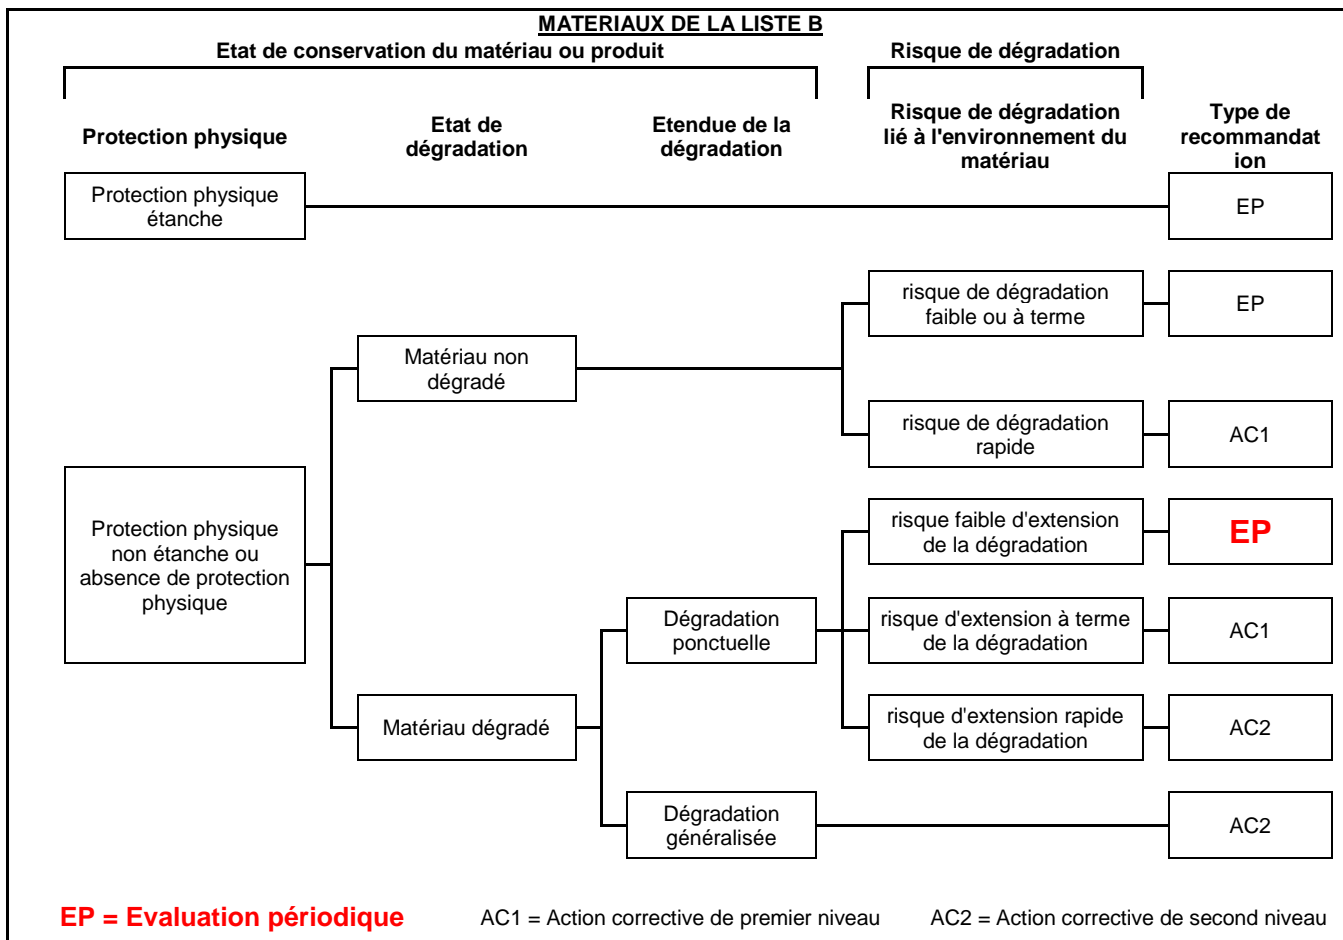 MATERIAUX DE LA LISTE B
Etat de conservation du matériau ou produit
Risque de dégradation
Protection physique
Etat de
dégradation
Etendue de la
dégradation
Risque de dégradation
lié à l'environnement du
matériau
Type de
recommandat
ion
Protection physique
étanche
EP
risque de dégradation
faible ou à terme
EP
Matériau non
dégradé
risque de dégradation
rapide
AC1
Protection physique
non étanche ou
absence de protection
physique
risque faible d'extension
de la dégradation
EP
Dégradation
ponctuelle
risque d'extension à terme
de la dégradation
AC1
Matériau dégradé
risque d'extension rapide
de la dégradation
AC2
Dégradation
généralisée
AC2
EP = Evaluation périodique
AC1 = Action corrective de premier niveau
AC2 = Action corrective de second niveau